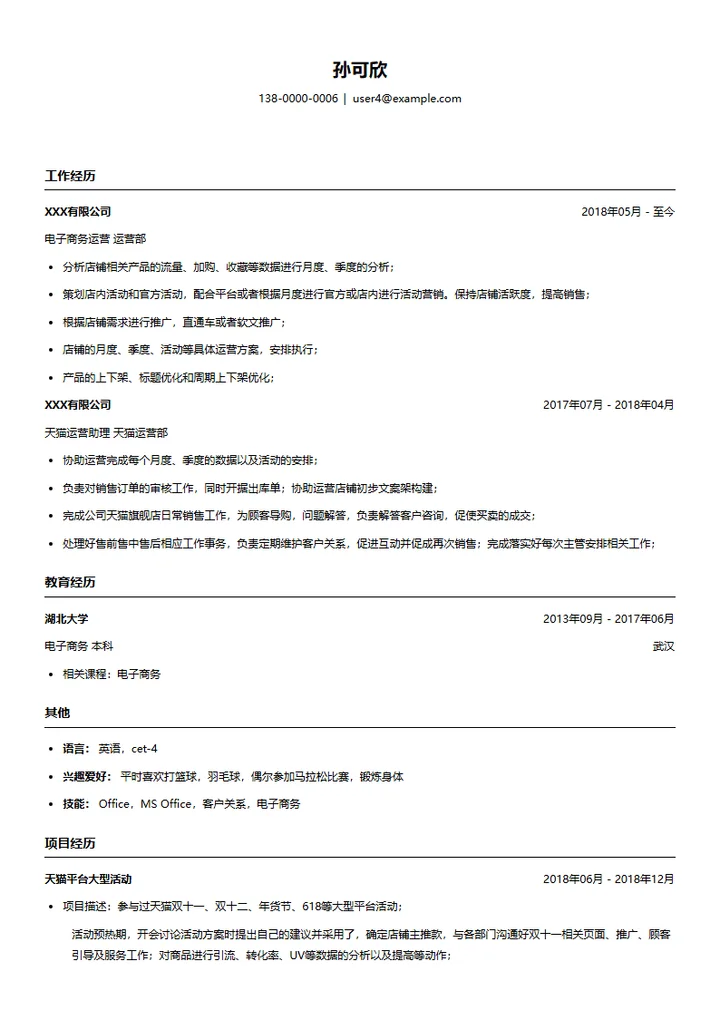 孙可欣
138-0000-0006 | user4@example.com
工作经历
XXX有限公司 2018年05月 - 至今
电子商务运营 运营部
• 分析店铺相关产品的流量、加购、收藏等数据进行月度、季度的分析；
• 策划店内活动和官方活动，配合平台或者根据月度进行官方或店内进行活动营销。保持店铺活跃度，提高销售；
• 根据店铺需求进行推广，直通车或者软文推广；
• 店铺的月度、季度、活动等具体运营方案，安排执行；
• 产品的上下架、标题优化和周期上下架优化；
XXX有限公司 2017年07月 - 2018年04月
天猫运营助理 天猫运营部
• 协助运营完成每个月度、季度的数据以及活动的安排；
• 负责对销售订单的审核工作，同时开据出库单；协助运营店铺初步文案架构建；
• 完成公司天猫旗舰店日常销售工作，为顾客导购，问题解答，负责解答客户咨询，促使买卖的成交；
• 处理好售前售中售后相应工作事务，负责定期维护客户关系，促进互动并促成再次销售；完成落实好每次主管安排相关工作；
教育经历
湖北大学 2013年09月 - 2017年06月
电子商务 本科 武汉
• 相关课程：电子商务
其他
• 语言： 英语，cet-4
• 兴趣爱好： 平时喜欢打篮球，羽毛球，偶尔参加马拉松比赛，锻炼身体
• 技能： Office，MS Office，客户关系，电子商务
项目经历
天猫平台大型活动 2018年06月 - 2018年12月
• 项目描述：参与过天猫双十一、双十二、年货节、618等大型平台活动；
活动预热期，开会讨论活动方案时提出自己的建议并采用了，确定店铺主推款，与各部门沟通好双十一相关页面、推广、顾客
引导及服务工作；对商品进行引流、转化率、UV等数据的分析以及提高等动作；